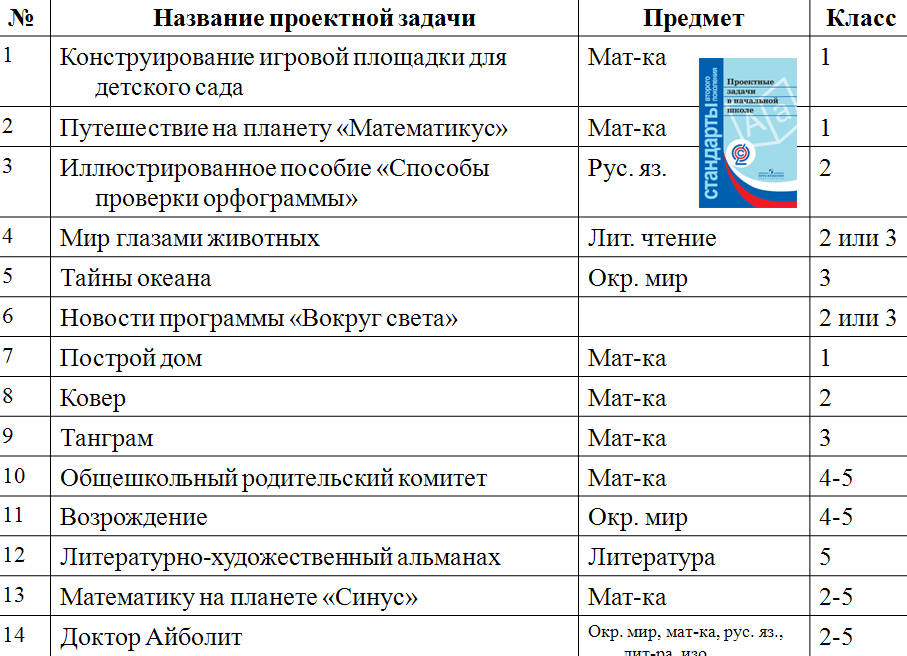 № Название проектной задачи Предмет Класс
1 Конструирование игровой площадки для Мат-ка 1
детского сада
2 Путешествие на планету «Математикус» Мат-ка 1
3 Иллюстрированное пособие «Способы Рус. яз. 2
проверки орфограммы»
стандарты
второго поколения
Проектные
задачи
в начальной
школе
4 Мир глазами животных Лит. чтение 2 или 3
5 Тайны океана Окр. мир 3
6 Новости программы «Вокруг света» 2 или 3
7 Построй дом Мат-ка 1
8 Ковер Мат-ка 2
9 Танграм Мат-ка 3
10 Общешкольный родительский комитет Мат-ка 4-5
11 Возрождение Окр. мир 4-5
12 Литературно-художественный альманах Литература 5
13 Математику на планете «Синус» Мат-ка 2-5
14 Доктор Айболит Окр. мир, мат-ка, рус. яз., 2-5
лит-ра, изо